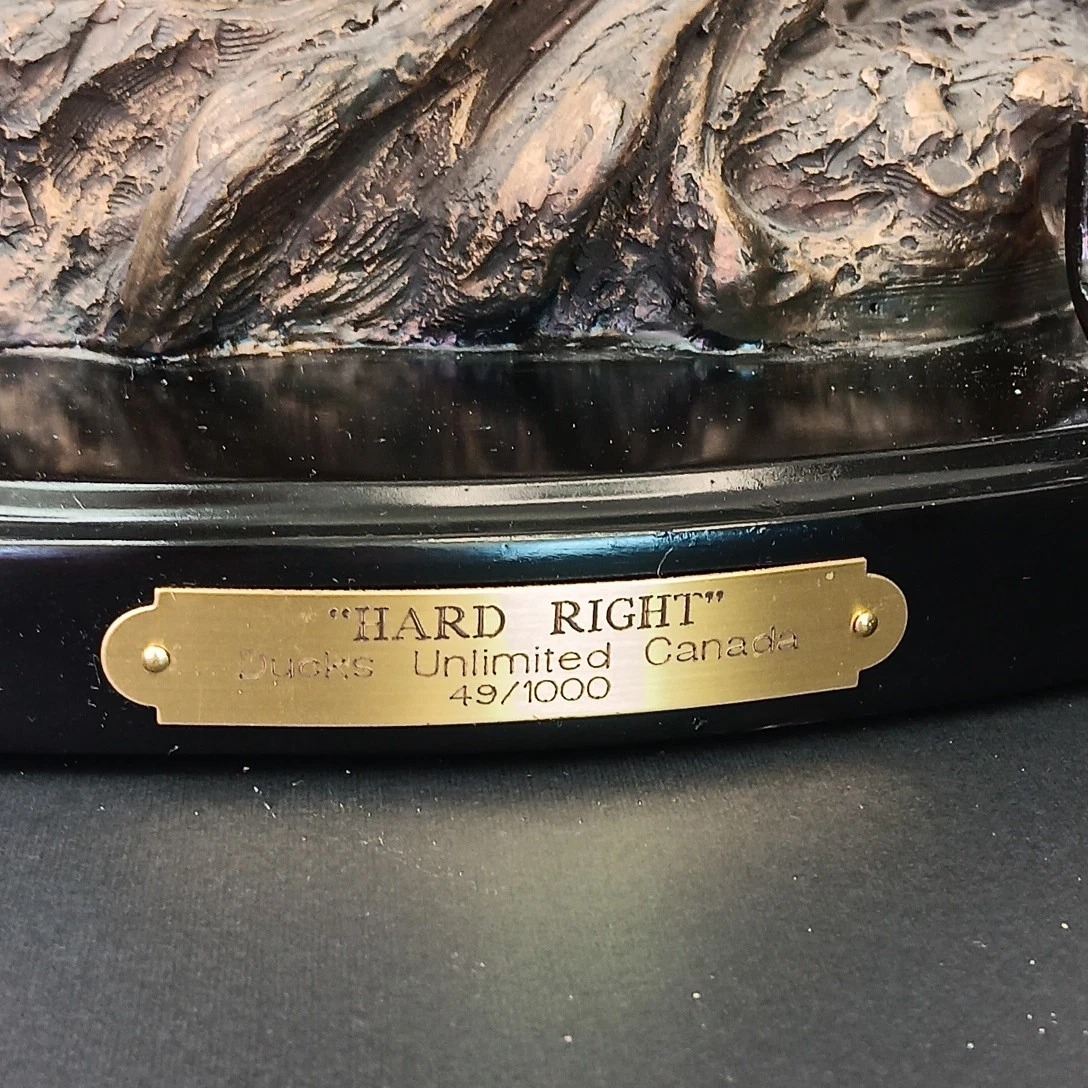 “HARD RIGHT”
Ducks Unlimited Canada
49/1000